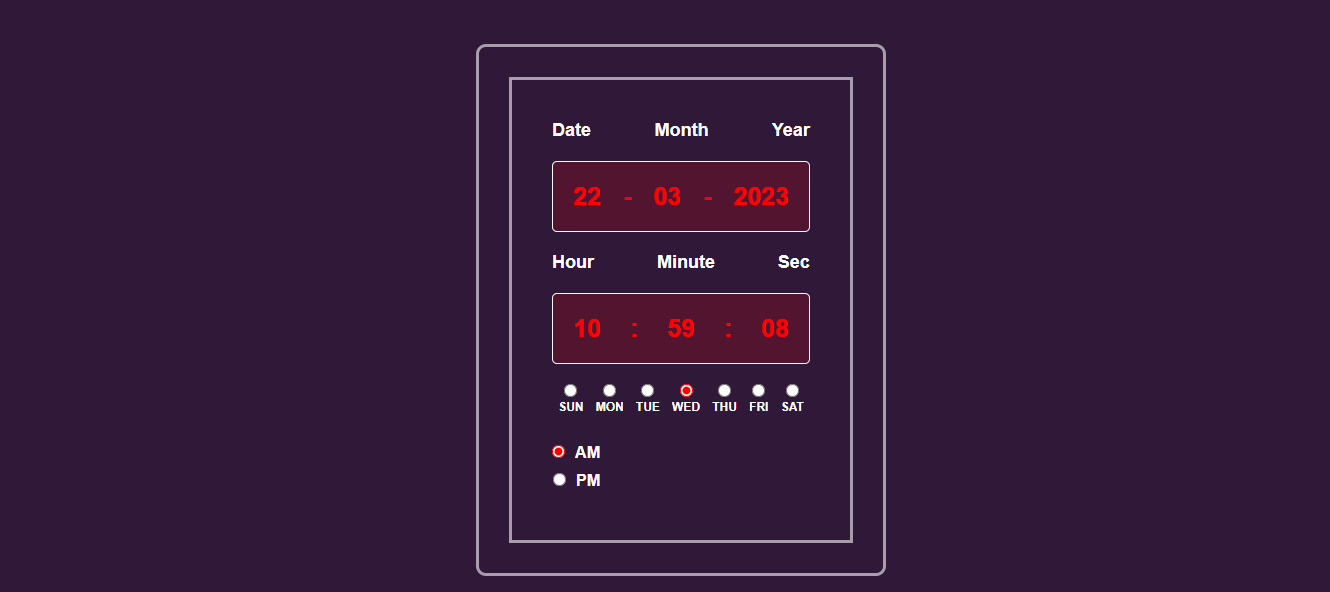 Date Month Year
22 - 03 - 2023
Hour Minute Sec
10 : 59 : 08
SUN MON TUE WED THU FRI SAT
AM
PM